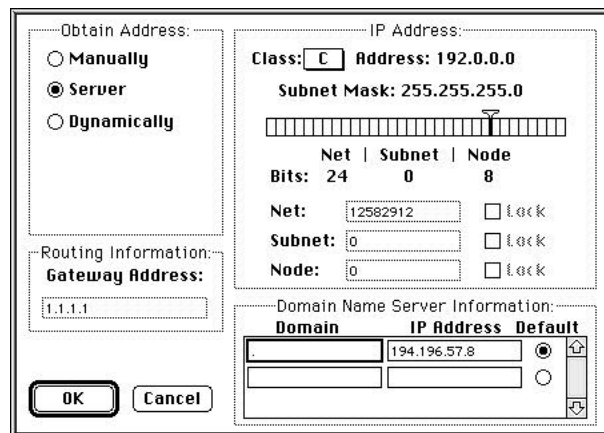 Obtain Address:
Manually
Server
Dynamically
Routing Information:
Gateway Address:
1.1.1.1
OK
Cancel
IP Address:
Class: C Address: 192.0.0.0
Subnet Mask: 255.255.255.0
Net | Subnet | Node
Bits: 24 0 8
Net: 12582912 Lock
Subnet: 0 Lock
Node: 0 Lock
Domain Name Server Information:
Domain IP Address Default
. 194.196.57.8